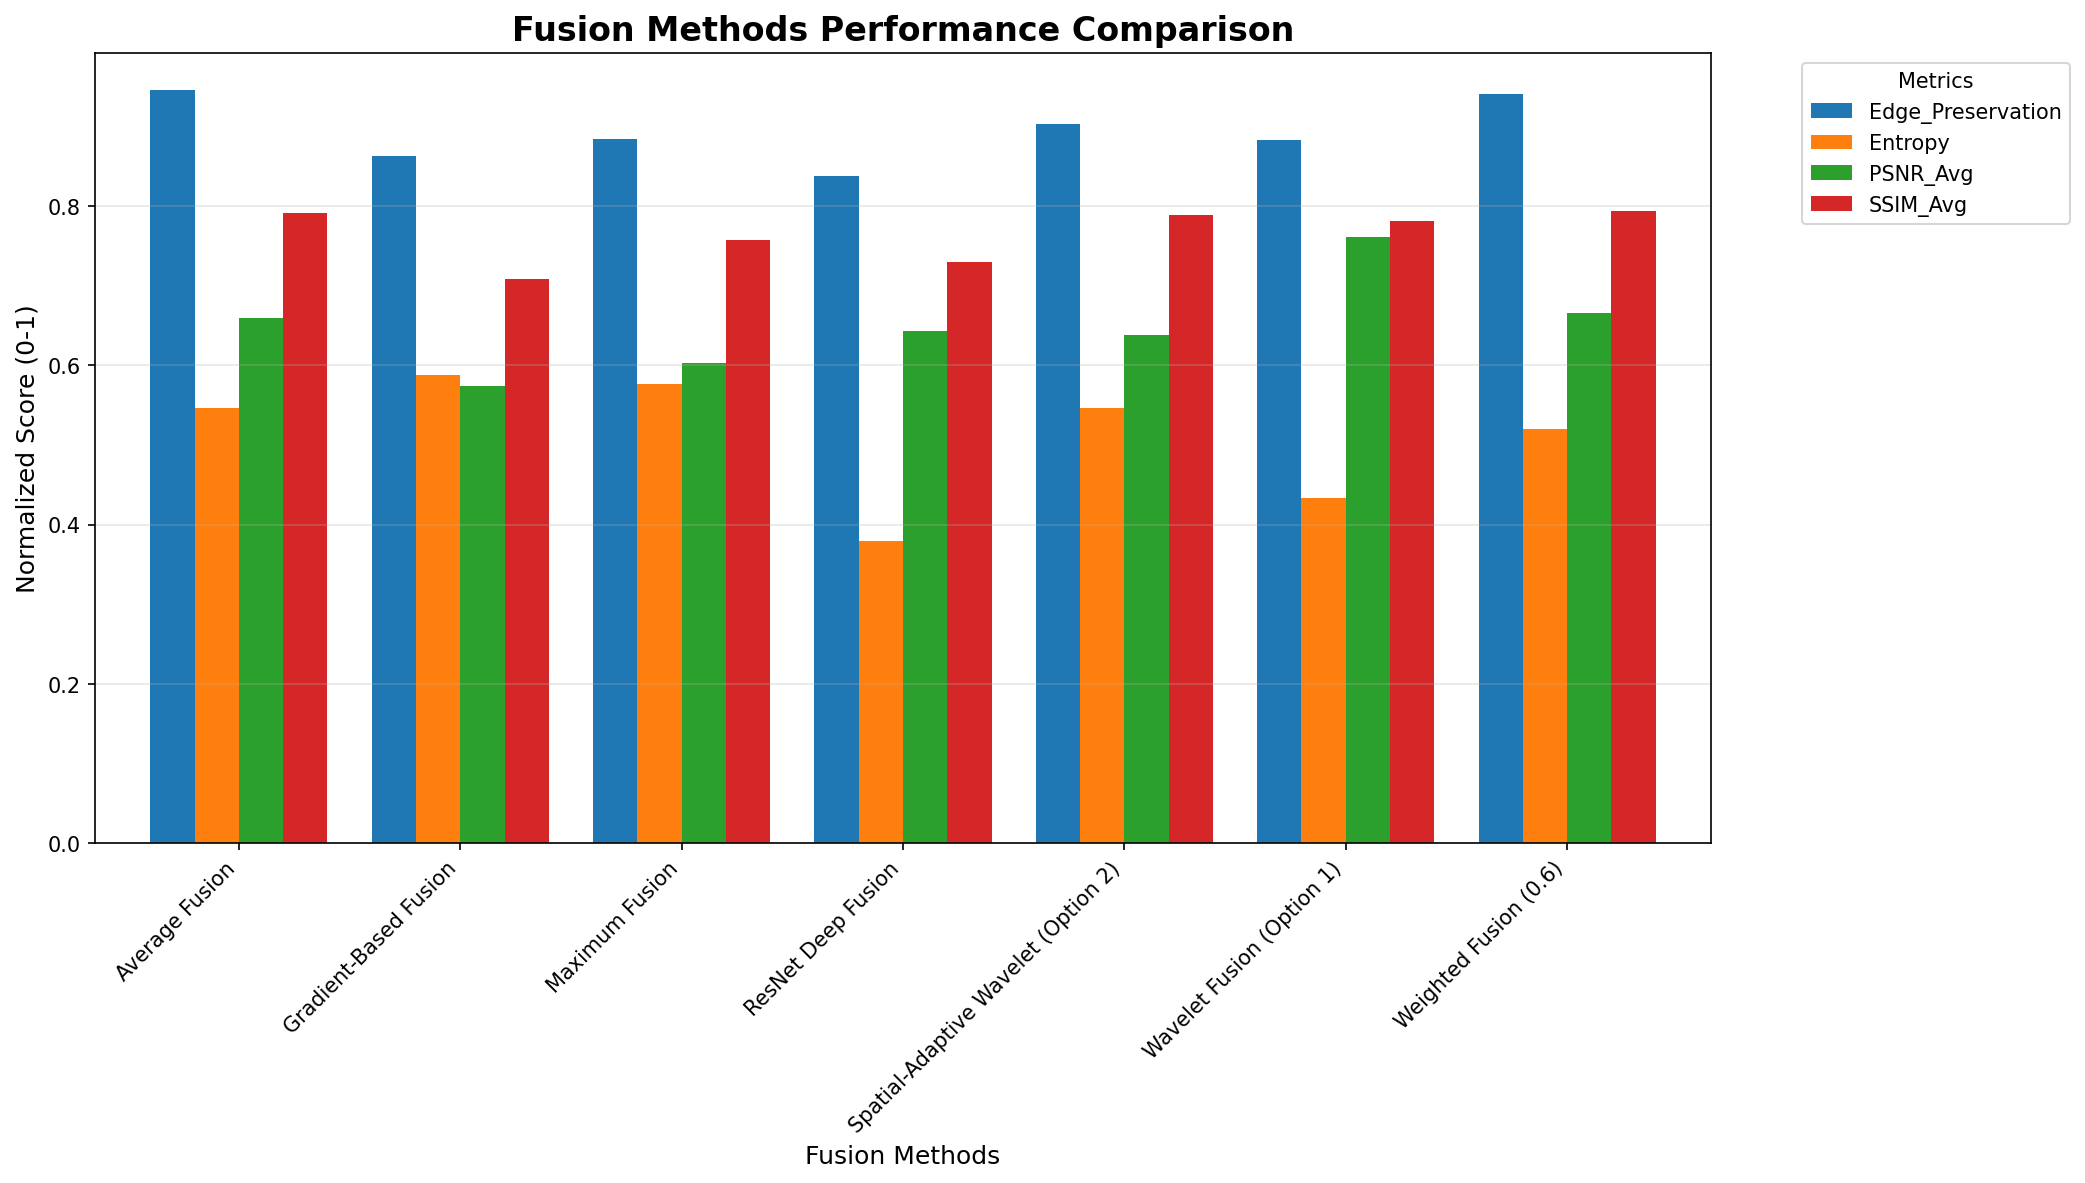 Fusion Methods Performance Comparison
Metrics
Edge_Preservation
Entropy
PSNR_Avg
SSIM_Avg
Normalized Score (0-1)
0.8
0.6
0.4
0.2
0.0
Average Fusion
Gradient-Based Fusion
Maximum Fusion
ResNet Deep Fusion
Spatial-Adaptive Wavelet (Option 2)
Wavelet Fusion (Option 1)
Weighted Fusion (0.6)
Fusion Methods